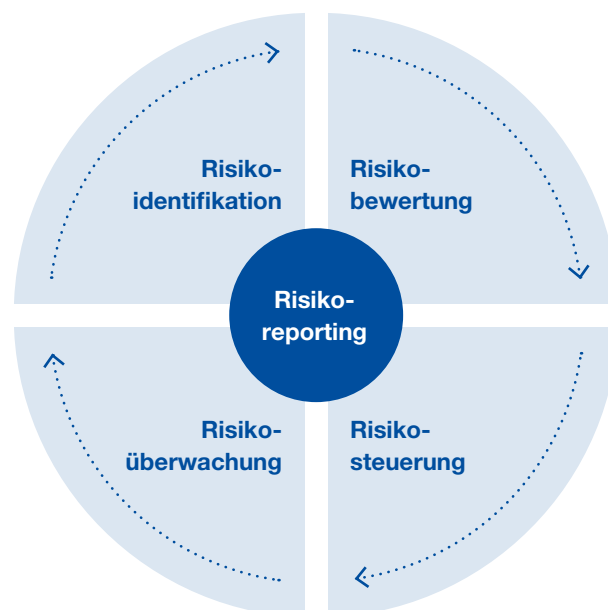 Risiko-
identifikation
Risiko-
bewertung
Risiko-
reporting
Risiko-
überwachung
Risiko-
steuerung